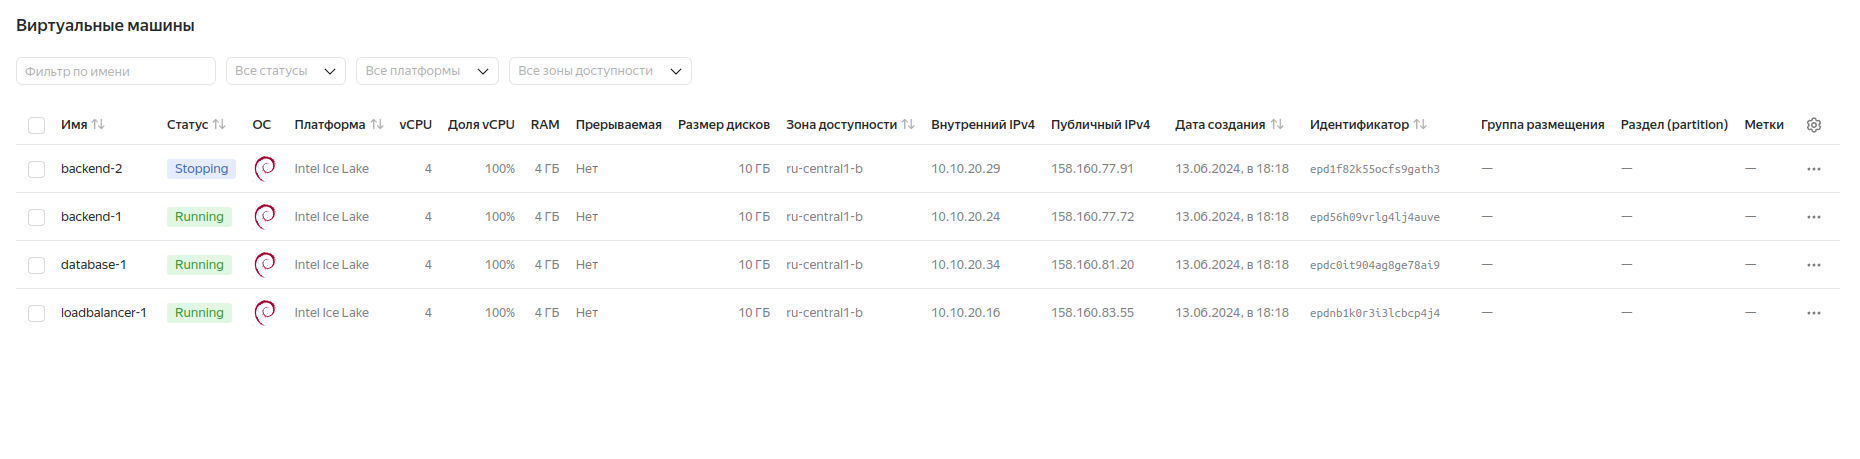 Виртуальные машины
Фильтр по имени Все статусы Все платформы Все зоны доступности
Имя Статус ОС Платформа vCPU Доля vCPU RAM Прерываемая Размер дисков Зона доступности Внутренний IPv4 Публичный IPv4 Дата создания Идентификатор Группа размещения Раздел (partition) Метки
backend-2 Stopping Intel Ice Lake 4 100% 4 ГБ Нет 10 ГБ ru-central1-b 10.10.20.29 158.160.77.91 13.06.2024, в 18:18 epd1f82k55ocfs9gath3 — — —
backend-1 Running Intel Ice Lake 4 100% 4 ГБ Нет 10 ГБ ru-central1-b 10.10.20.24 158.160.77.72 13.06.2024, в 18:18 epd56h09vrlg4lj4auve — — —
database-1 Running Intel Ice Lake 4 100% 4 ГБ Нет 10 ГБ ru-central1-b 10.10.20.34 158.160.81.20 13.06.2024, в 18:18 epdc0it904ag8ge78ai9 — — —
loadbalancer-1 Running Intel Ice Lake 4 100% 4 ГБ Нет 10 ГБ ru-central1-b 10.10.20.16 158.160.83.55 13.06.2024, в 18:18 epdnb1k0r3i3lcbcp4j4 — — —